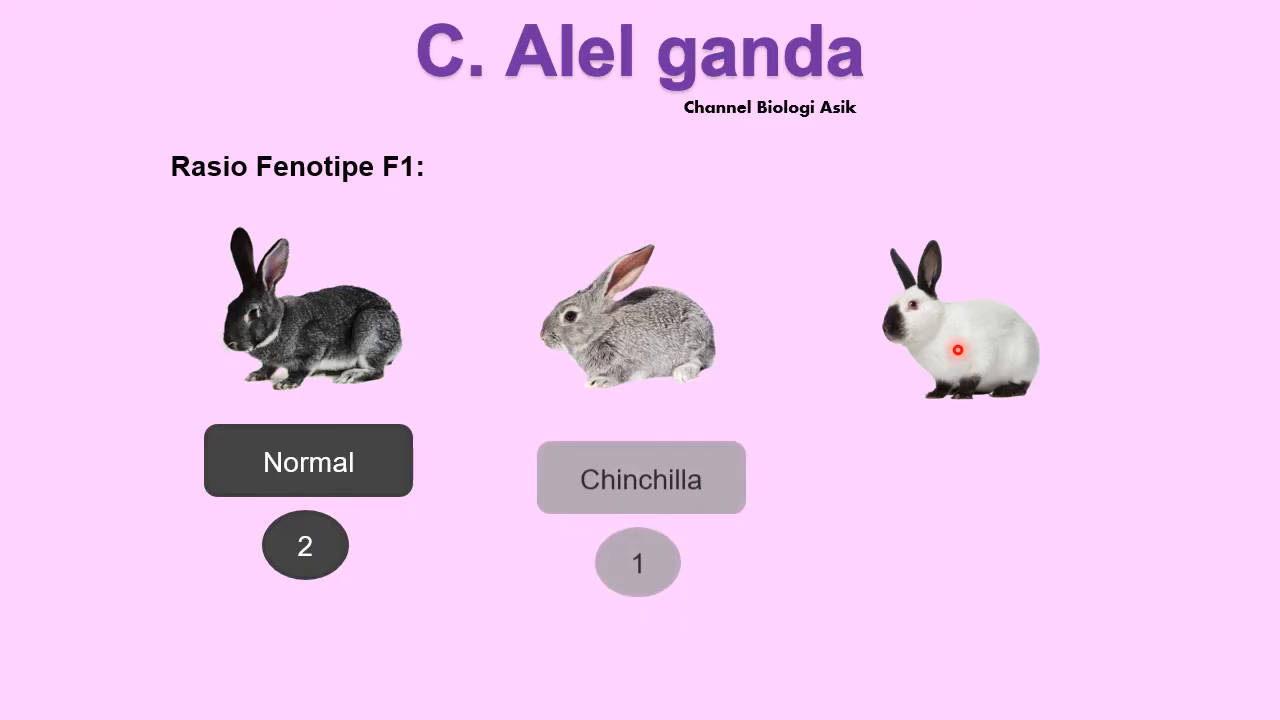 C. Alel ganda
Channel Biologi Asik
Rasio Fenotipe F1:
Normal
Chinchilla
2
1